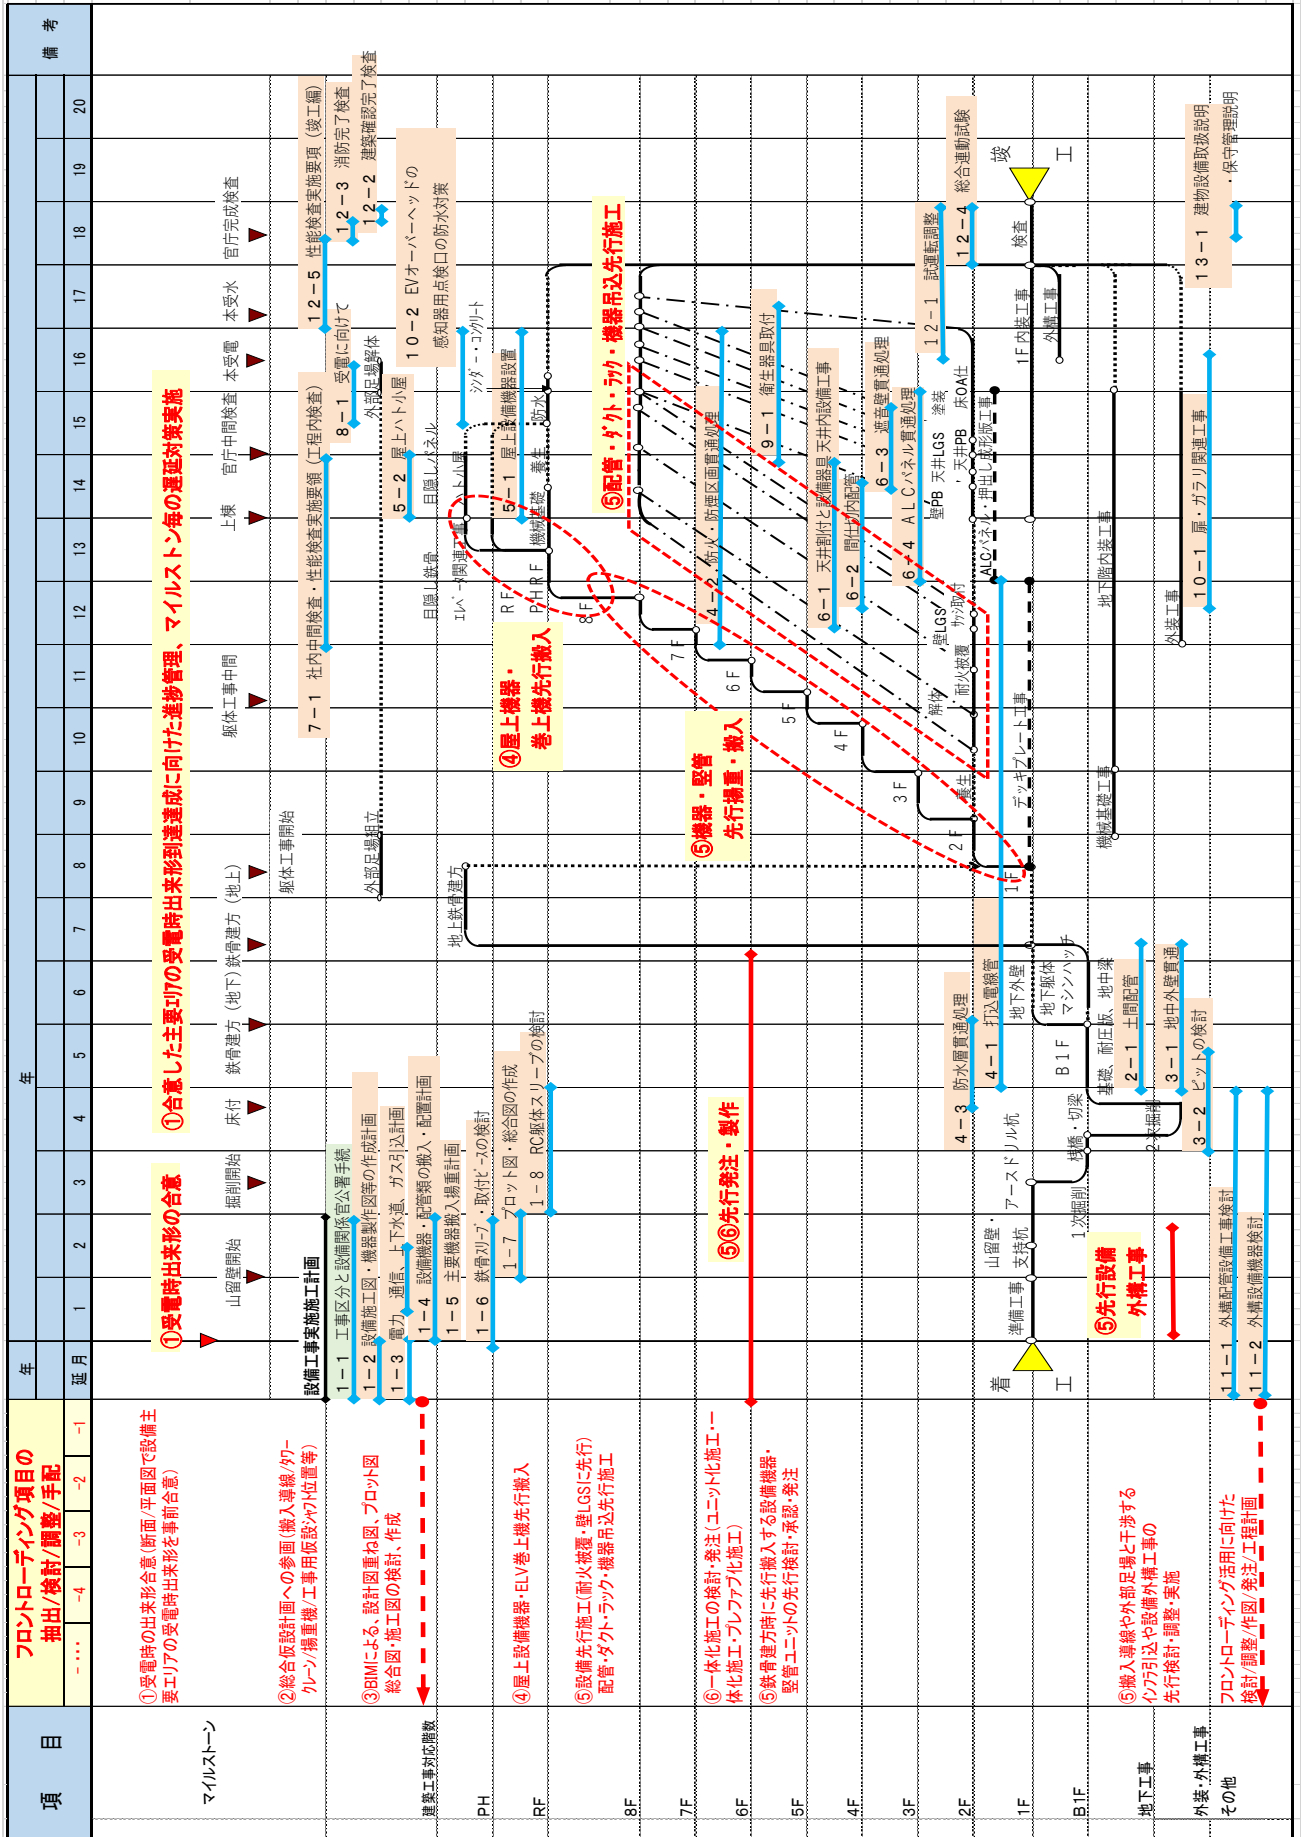 項　目
フロントローディング項目の
抽出/検討/調整/手配
-･･･ -4 -3 -2 -1
年
延月
年
1 2 3 4 5 6 7 8 9 10 11 12 13 14 15 16 17 18 19 20
備　考
マイルストーン
建築工事対応階数
PH
RF
8F
7F
6F
5F
4F
3F
2F
1F
B1F
地下工事
外装・外構工事
その他
①受電時の出来形合意(断面/平面図で設備主
要エリアの受電時出来形を事前合意)
②総合仮設計画への参画(搬入導線/タワー
クレーン/揚重機/工事用仮設シャフト位置等)
③BIMによる、設計図重ね図、プロット図
総合図・施工図の検討、作成
④屋上設備機器・ELV巻上機先行搬入
⑤設備先行施工(耐火被覆・壁LGSに先行)
配管・ダクト・ラック・機器吊込先行施工
⑥一体化施工の検討・発注(ユニット化施工・一
体化施工・プレファブ化施工)
⑤鉄骨建方時に先行搬入する設備機器・
竪管ユニットの先行検討・承認・発注
⑤搬入導線や外部足場と干渉する
インフラ引込や設備外構工事の
先行検討・調整・実施
フロントローディング活用に向けた
検討/調整/作図/発注/工程計画
①受電時出来形の合意
①合意した主要エリアの受電時出来形到達達成に向けた進捗管理、マイルストン毎の遅延対策実施
山留壁開始
掘削開始
床付
鉄骨建方（地下）
鉄骨建方（地上）
躯体工事開始
躯体工事中間
上棟
官庁中間検査
本受電
本受水
官庁完成検査
設備工事実施施工計画
1－1　工事区分と設備関係官公署手続
1－2　設備施工図・機器製作図等の作成計画
1－3　電力、通信、上下水道、ガス引込計画
1－4　設備機器・配管類の搬入・配置計画
1－5　主要機器搬入揚重計画
1－6　鉄骨スリーブ・取付ピースの検討
1－7　プロット図・総合図の作成
1－8　RC躯体スリーブの検討
7－1　社内中間検査・性能検査実施要領（工程内検査）
8－1　受電に向けて
12－5　性能検査実施要項（竣工編）
12－3　消防完了検査
12－2　建築確認完了検査
外部足場組立
外部足場解体
5－2　屋上ハト小屋
10－2　EVオーバーヘッドの
感知器用点検口の防水対策
目隠し鉄骨
目隠しパネル
地上鉄骨建方
エレベータ関連工事
ハト小屋
シンダー・コンクリート
5－1　屋上設備機器設置
ＲＦ
ＰＨＲＦ
機械基礎
養生
防水
④屋上機器・
巻上機先行搬入
8Ｆ
7Ｆ
6Ｆ
5Ｆ
4Ｆ
3Ｆ
2Ｆ
1Ｆ
⑤配管・ダクト・ラック・機器吊込先行施工
⑤機器・竪管
先行揚重・搬入
⑤⑥先行発注・製作
4－2　防火・防煙区画貫通処理
9－1　衛生器具取付
6－1　天井割付と設備器具
天井内設備工事
6－2　間仕切内配管
6－3　遮音壁貫通処理
6－4　ＡＬＣパネル貫通処理
12－1　試運転調整
12－4　総合連動試験
解体
壁LGS
壁PB
天井LGS
塗装
養生
耐火被覆
サッシ取付
天井PB
床OA仕
ALCパネル・押出し成形版工事
4－3　防水層貫通処理
4－1　打込電線管
着　工
準備工事
山留壁・
支持杭
アースドリル杭
地下外壁
デッキプレート工事
1Ｆ内装工事
検査
竣　工
外構工事
1次掘削
桟橋・切梁
2次掘削
Ｂ1Ｆ
地下躯体
マシンハッチ
機械基礎工事
地下階内装工事
基礎、耐圧版、地中梁
⑤先行設備
外構工事
2－1　土間配管
3－1　地中外壁貫通
3－2　ピットの検討
外装工事
10－1　扉・ガラリ関連工事
13－1　建物設備取扱説明
・保守管理説明
11－1　外構配管設備工事検討
11－2　外構設備機器検討